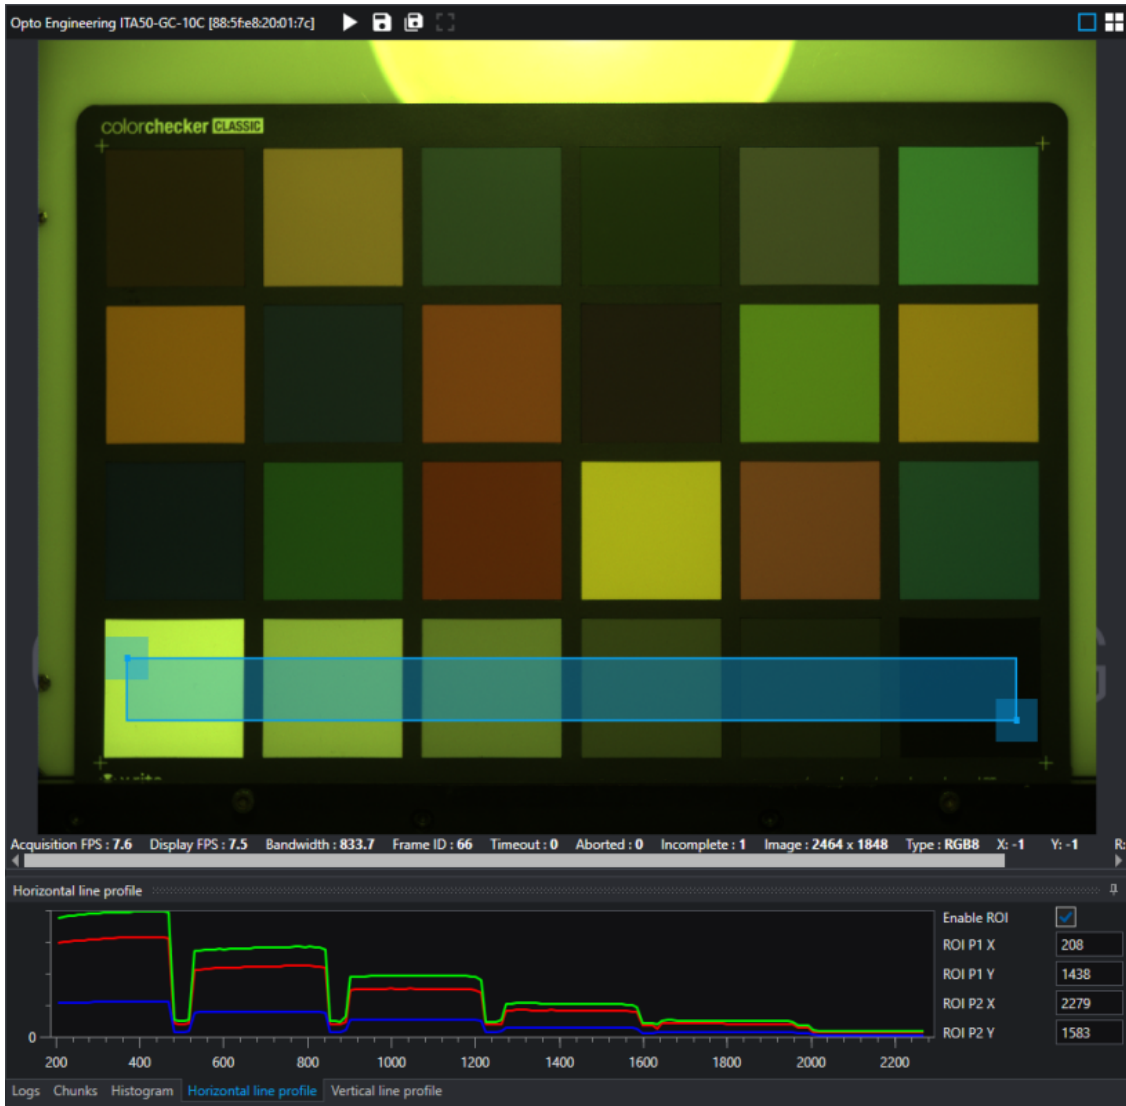 Opto Engineering ITA50-GC-10C [88:5f:e8:20:01:7c]
colorchecker CLASSIC
Acquisition FPS : 7.6 Display FPS : 7.5 Bandwidth : 833.7 Frame ID : 66 Timeout : 0 Aborted : 0 Incomplete : 1 Image : 2464 x 1848 Type : RGB8 X: -1 Y: -1 R:
Horizontal line profile
Enable ROI
ROI P1 X 208
ROI P1 Y 1438
ROI P2 X 2279
ROI P2 Y 1583
0
200 400 600 800 1000 1200 1400 1600 1800 2000 2200
Logs Chunks Histogram Horizontal line profile Vertical line profile